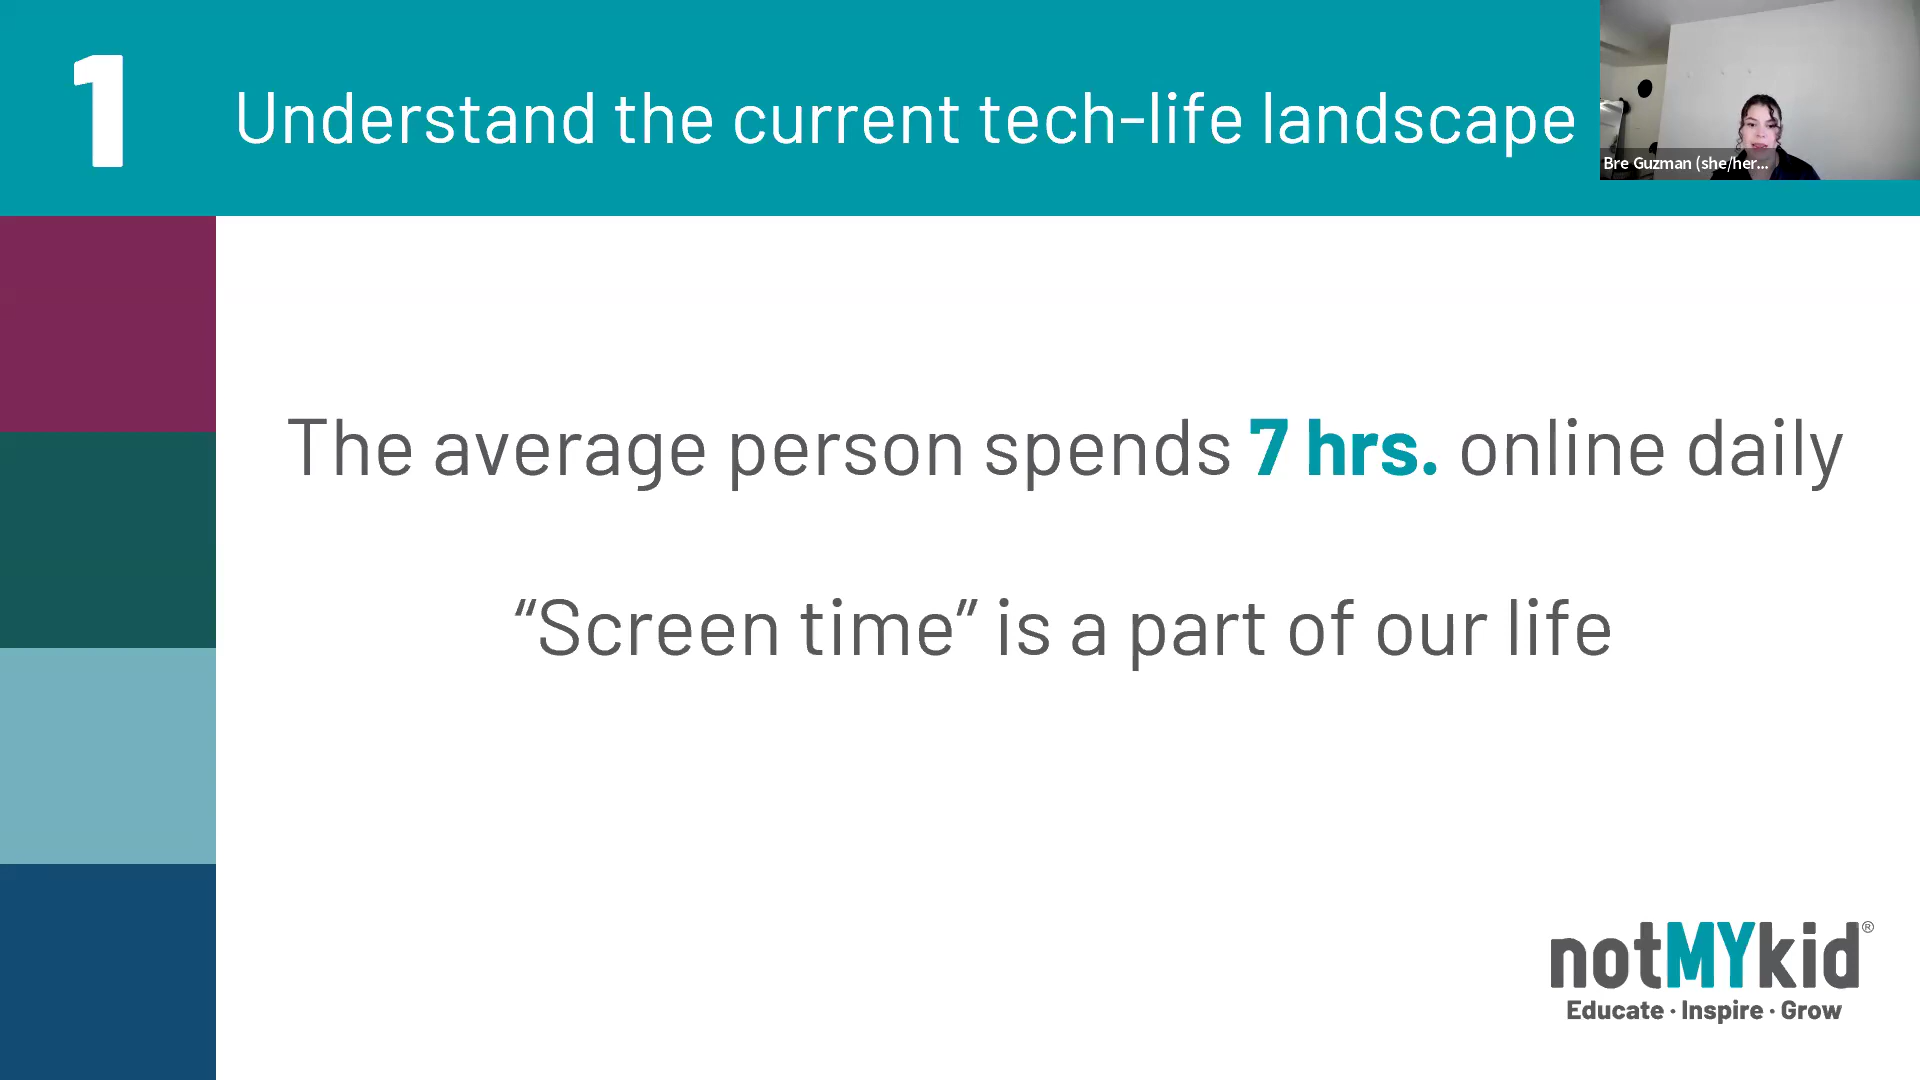 1
Understand the current tech-life landscape
Bre Guzman (she/her...
The average person spends 7 hrs. online daily
“Screen time” is a part of our life
notMYkid®
Educate · Inspire · Grow